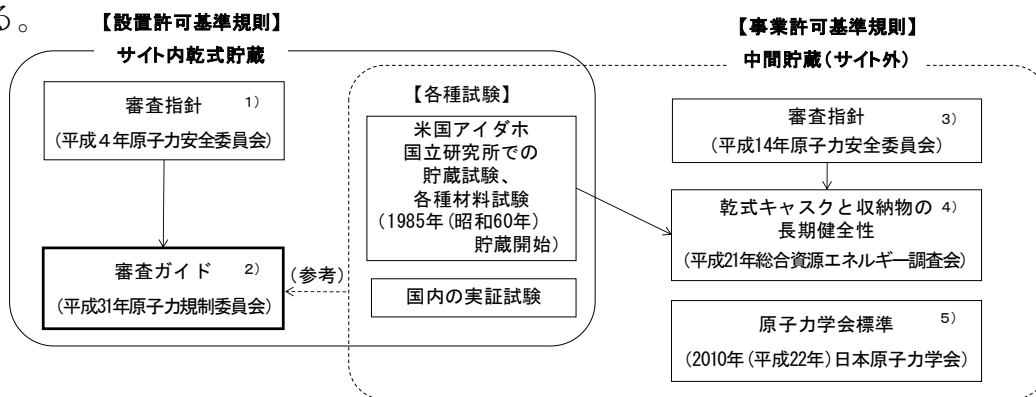 る。
【設置許可基準規則】
サイト内乾式貯蔵
審査指針 1)
(平成4年原子力安全委員会)
審査ガイド 2)
(平成31年原子力規制委員会)
(参考)
【各種試験】
米国アイダホ
国立研究所での
貯蔵試験、
各種材料試験
(1985年(昭和60年)
貯蔵開始)
国内の実証試験
【事業許可基準規則】
中間貯蔵(サイト外)
審査指針 3)
(平成14年原子力安全委員会)
乾式キャスクと収納物の 4)
長期健全性
(平成21年総合資源エネルギー調査会)
原子力学会標準 5)
(2010年(平成22年)日本原子力学会)